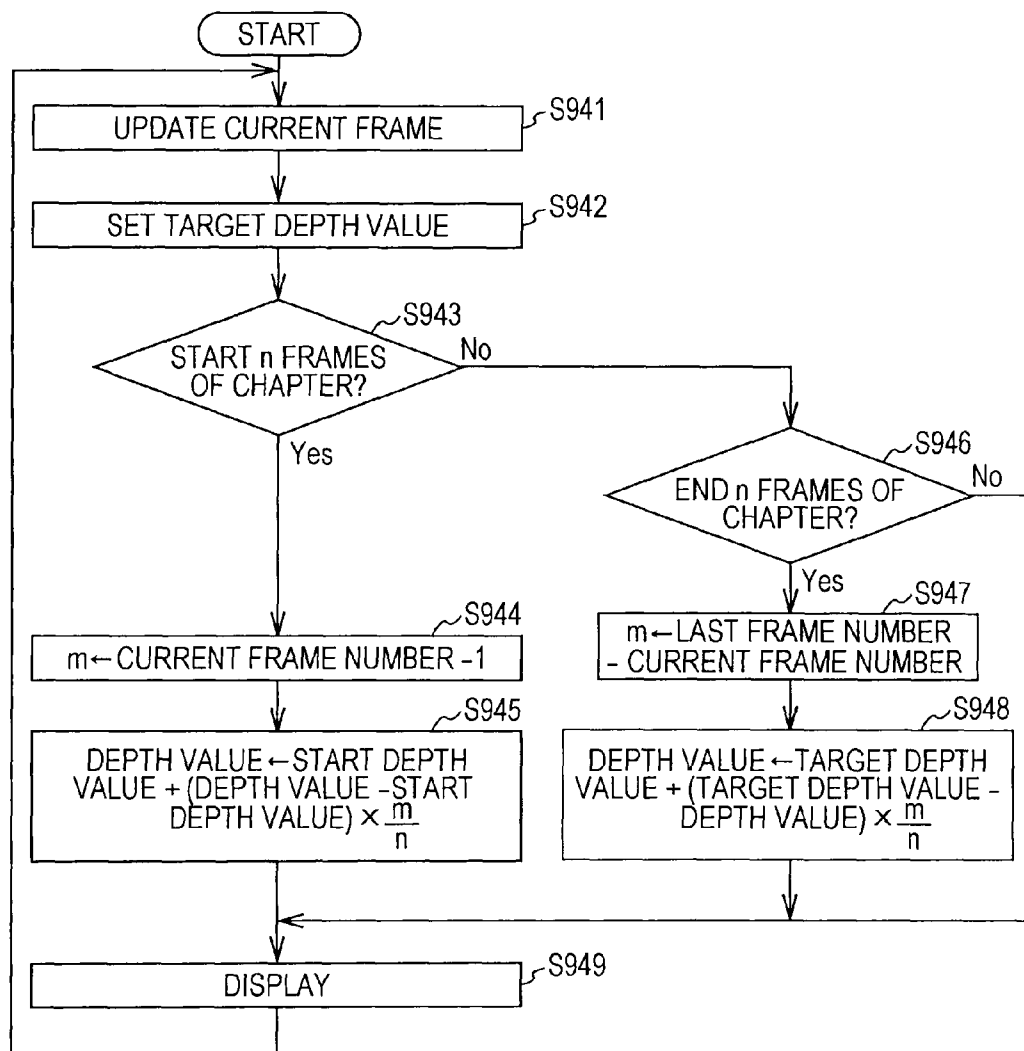 START
S941
UPDATE CURRENT FRAME
S942
SET TARGET DEPTH VALUE
S943
START n FRAMES
OF CHAPTER?
No
Yes
S946
END n FRAMES OF
CHAPTER?
No
Yes
S944
m←CURRENT FRAME NUMBER -1
S947
m←LAST FRAME NUMBER
- CURRENT FRAME NUMBER
S945
DEPTH VALUE←START DEPTH
VALUE + (DEPTH VALUE -START
DEPTH VALUE) × m/n
S948
DEPTH VALUE←TARGET DEPTH
VALUE + (TARGET DEPTH VALUE -
DEPTH VALUE) × m/n
S949
DISPLAY